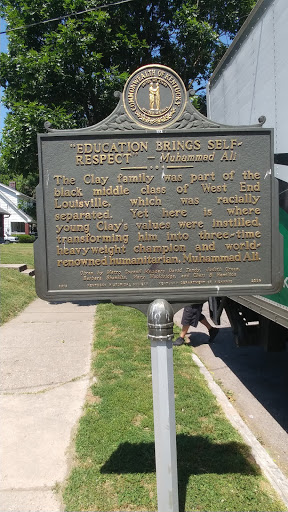 COMMONWEALTH OF KENTUCKY
"EDUCATION BRINGS SELF-
RESPECT" — Muhammad Ali
The Clay family was part of the
black middle class of West End
Louisville, which was racially
separated. Yet here is where
young Clay's values were instilled,
transforming him into three-time
heavyweight champion and world-
renowned humanitarian, Muhammad Ali.